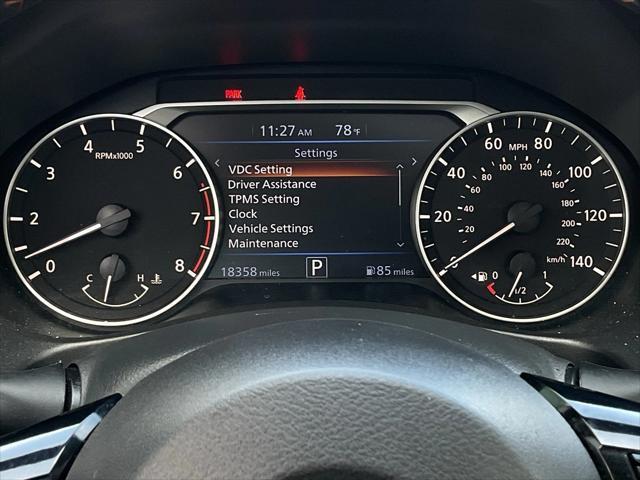 PARK
11:27 AM 78°F
Settings
VDC Setting
Driver Assistance
TPMS Setting
Clock
Vehicle Settings
Maintenance
18358 miles P 85 miles
RPMx1000
0 1 2 3 4 5 6 7 8
C H
MPH
0 20 40 60 80 100 120 140
20 40 60 80 100 120 140 160 180 200 220
km/h
0 1/2 1